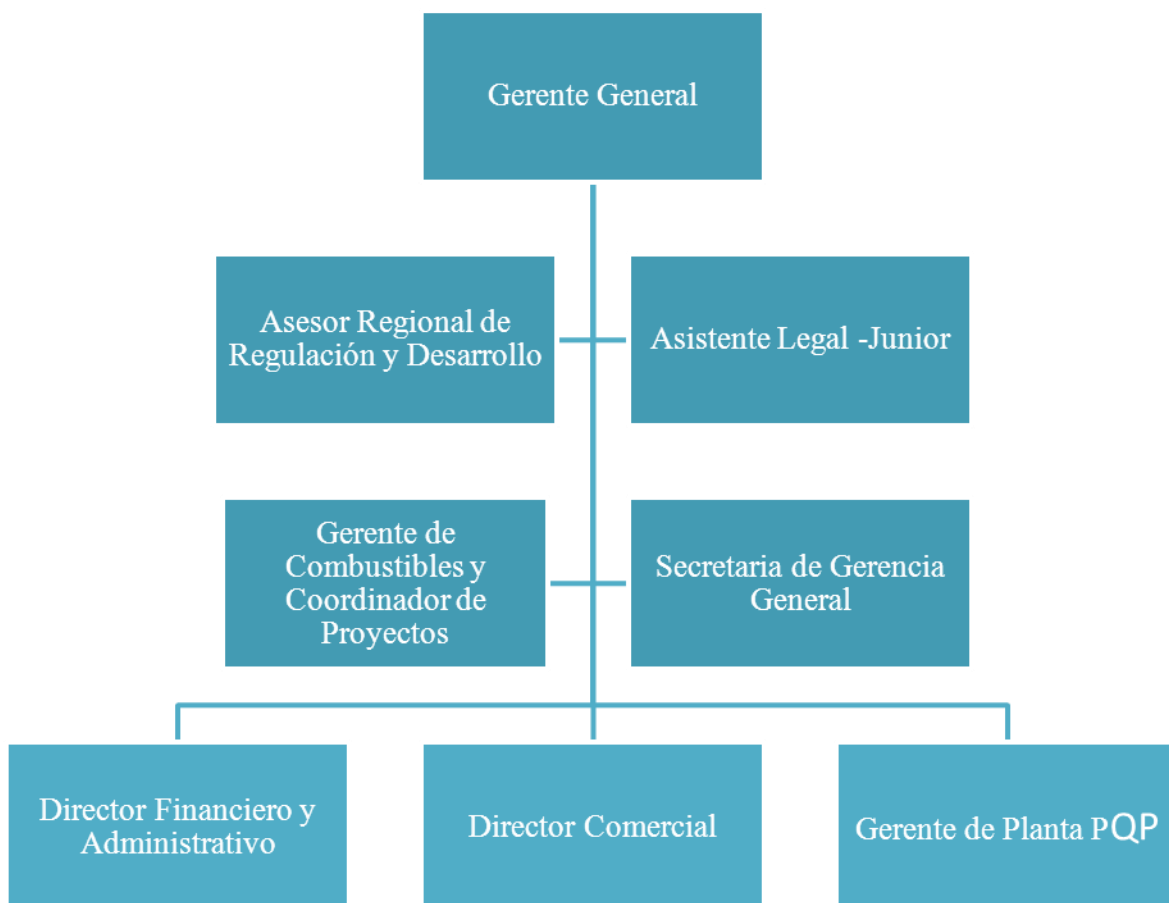 Gerente General
Asesor Regional de
Regulación y Desarrollo
Asistente Legal -Junior
Gerente de
Combustibles y
Coordinador de
Proyectos
Secretaria de Gerencia
General
Director Financiero y
Administrativo
Director Comercial
Gerente de Planta PQP